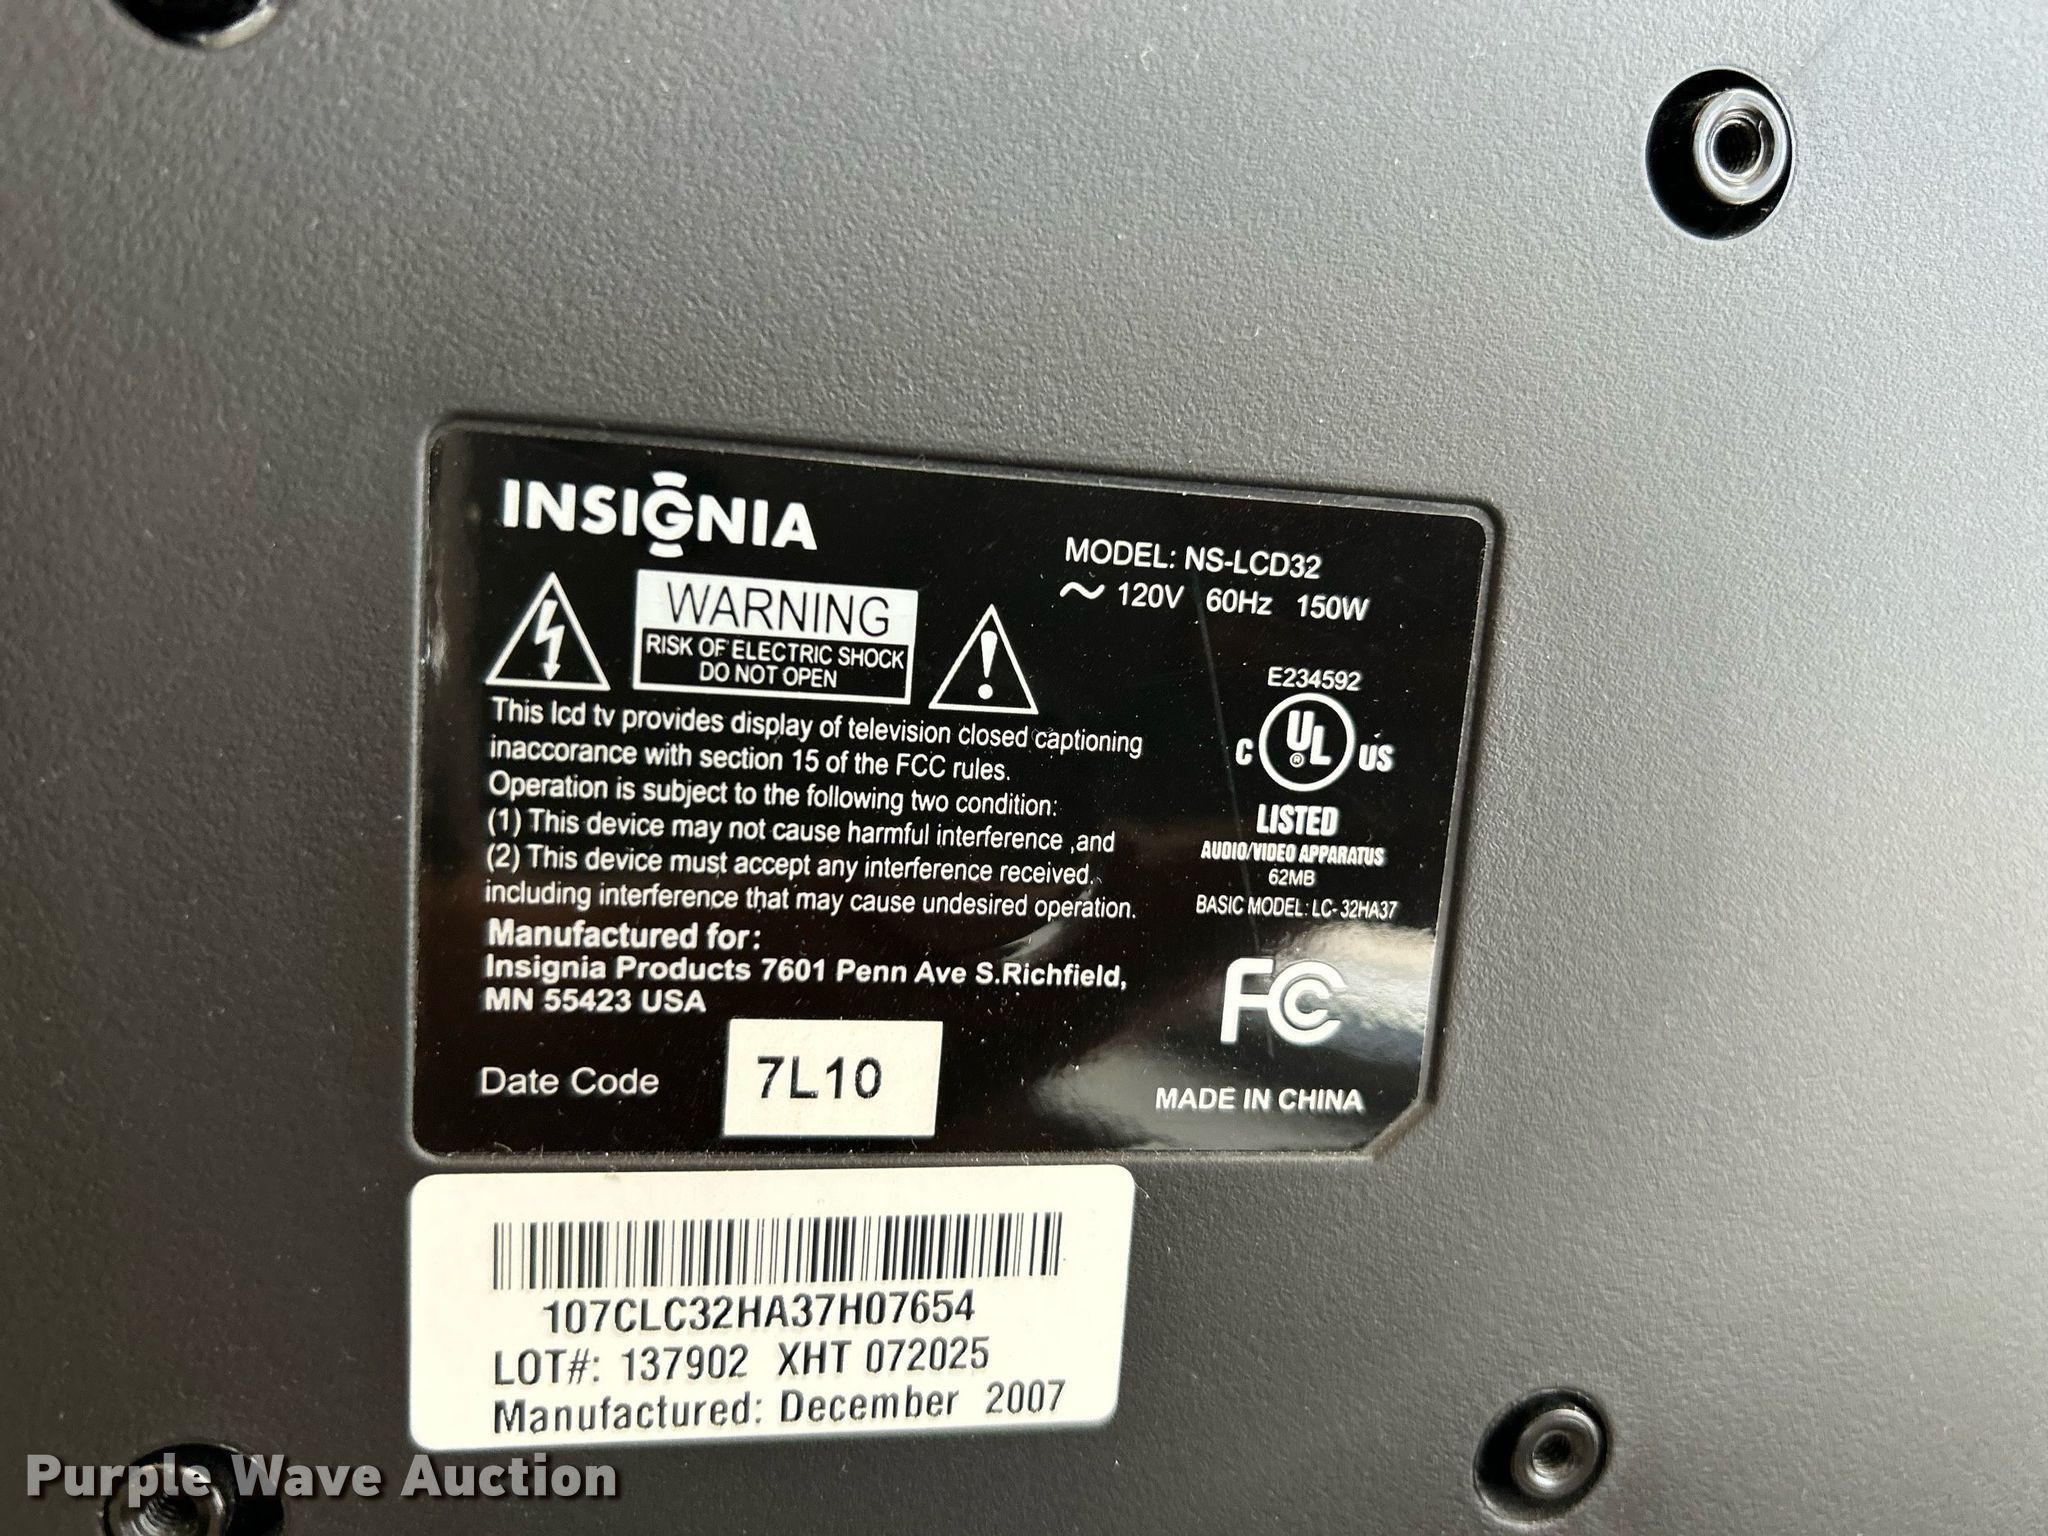 INSIGNIA
MODEL: NS-LCD32
~ 120V 60Hz 150W
WARNING
RISK OF ELECTRIC SHOCK
DO NOT OPEN
This lcd tv provides display of television closed captioning
inaccorance with section 15 of the FCC rules.
Operation is subject to the following two condition:
(1) This device may not cause harmful interference ,and
(2) This device must accept any interference received.
including interference that may cause undesired operation.
Manufactured for:
Insignia Products 7601 Penn Ave S.Richfield,
MN 55423 USA
Date Code 7L10
E234592
C UL® US
LISTED
AUDIO/VIDEO APPARATUS
62MB
BASIC MODEL: LC-32HA37
FC
MADE IN CHINA
107CLC32HA37H07654
LOT#: 137902 XHT 072025
Manufactured: December 2007
Purple Wave Auction